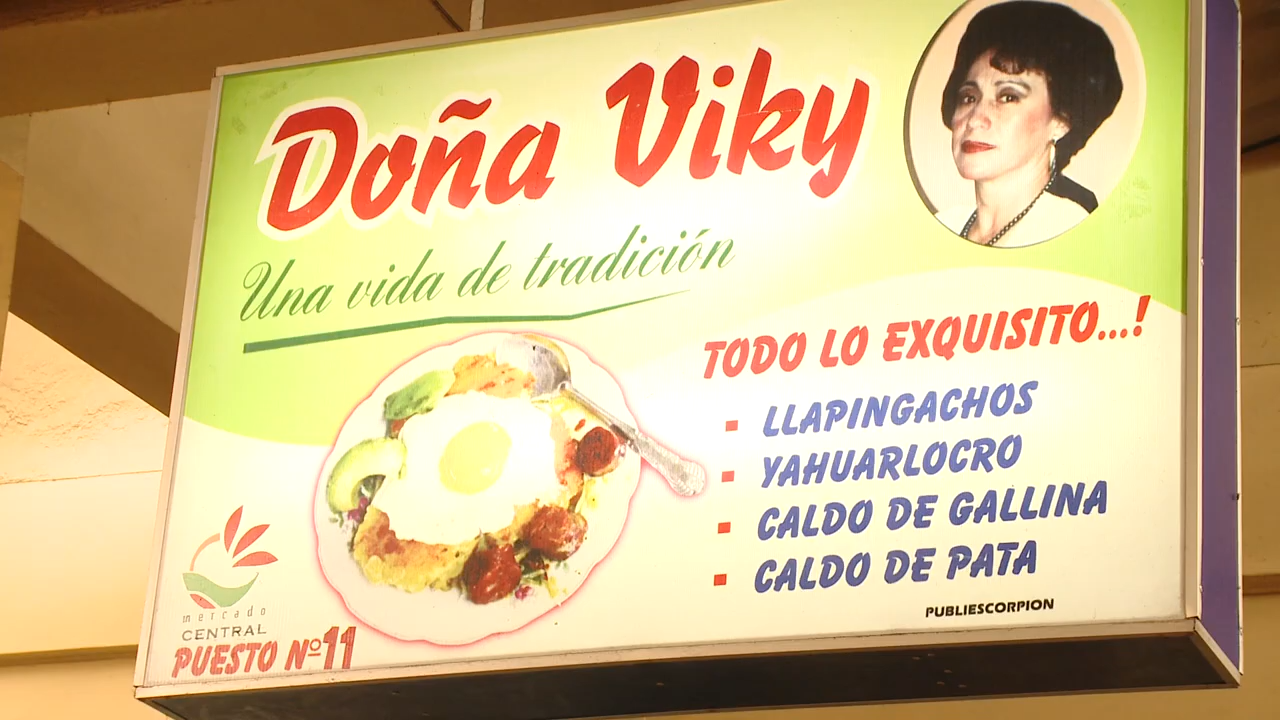 Doña Viky
Una vida de tradición
TODO LO EXQUISITO...!
- LLAPINGACHOS
- YAHUARLOCRO
- CALDO DE GALLINA
- CALDO DE PATA
PUBLIESCORPION
mercado
CENTRAL
PUESTO Nº11